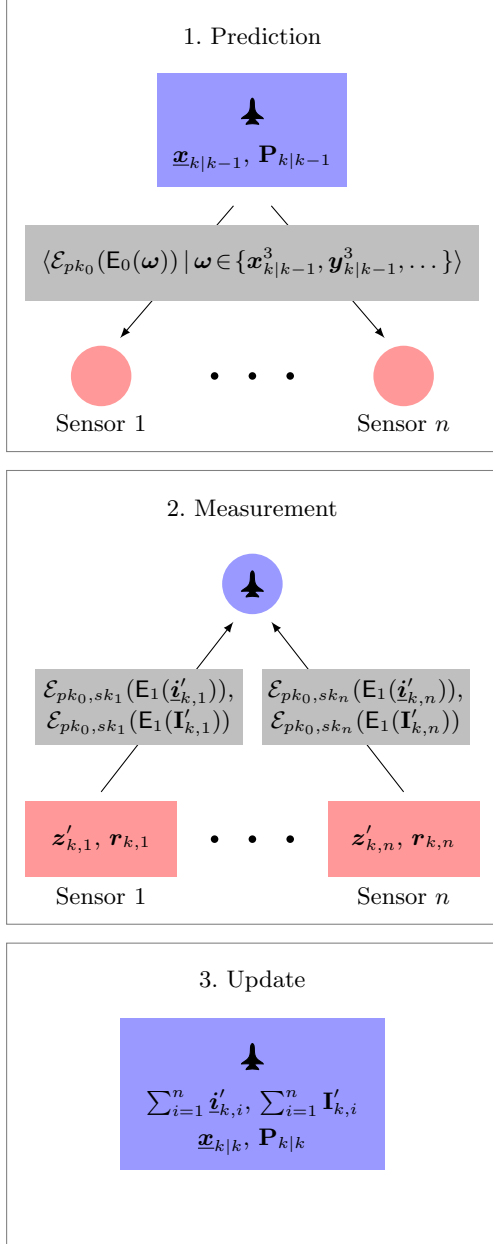 1. Prediction
x_{k|k−1}, P_{k|k−1}
⟨ℰ_{pk_0}(E_0(ω)) | ω ∈ {x^3_{k|k−1}, y^3_{k|k−1}, . . . }⟩
Sensor 1 Sensor n
2. Measurement
ℰ_{pk_0,sk_1}(E_1(i′_{k,1})), ℰ_{pk_0,sk_n}(E_1(i′_{k,n})),
ℰ_{pk_0,sk_1}(E_1(I′_{k,1})) ℰ_{pk_0,sk_n}(E_1(I′_{k,n}))
z′_{k,1}, r_{k,1} z′_{k,n}, r_{k,n}
Sensor 1 Sensor n
3. Update
∑^n_{i=1} i′_{k,i}, ∑^n_{i=1} I′_{k,i}
x_{k|k}, P_{k|k}